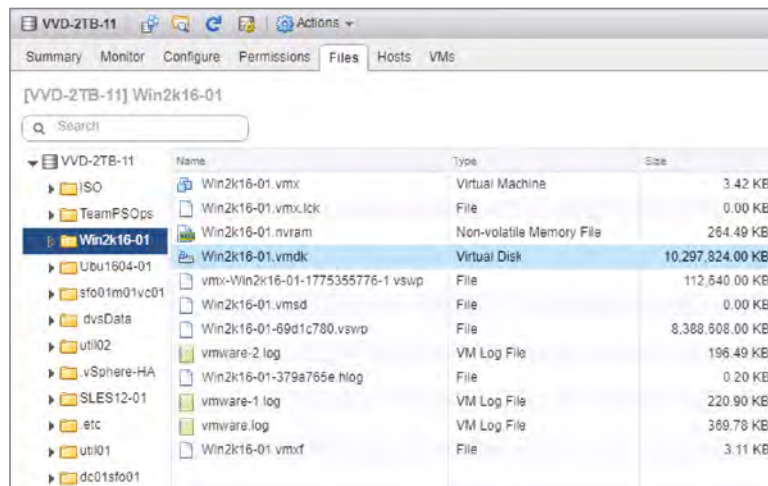 VVD-2TB-11 Actions
Summary Monitor Configure Permissions Files Hosts VMs
[VVD-2TB-11] Win2k16-01
Search
VVD-2TB-11 Name Type Size
ISO Win2k16-01.vmx Virtual Machine 3.42 KB
TeamPSOps Win2k16-01.vmx.lck File 0.00 KB
Win2k16-01 Win2k16-01.nvram Non-volatile Memory File 264.49 KB
Win2k16-01.vmdk Virtual Disk 10,297,824.00 KB
Ubu1604-01 vmx-Win2k16-01-1775355776-1.vswp File 112,640.00 KB
sfo01m01vc01 Win2k16-01.vmsd File 0.00 KB
dvsData Win2k16-01-69d1c780.vswp File 8,388,608.00 KB
util02 vmware-2.log VM Log File 196.49 KB
.vSphere-HA Win2k16-01-379a765e.hlog File 0.20 KB
SLES12-01 vmware-1.log VM Log File 220.90 KB
.etc vmware.log VM Log File 369.78 KB
util01 Win2k16-01.vmxf File 3.11 KB
dc01sfo01